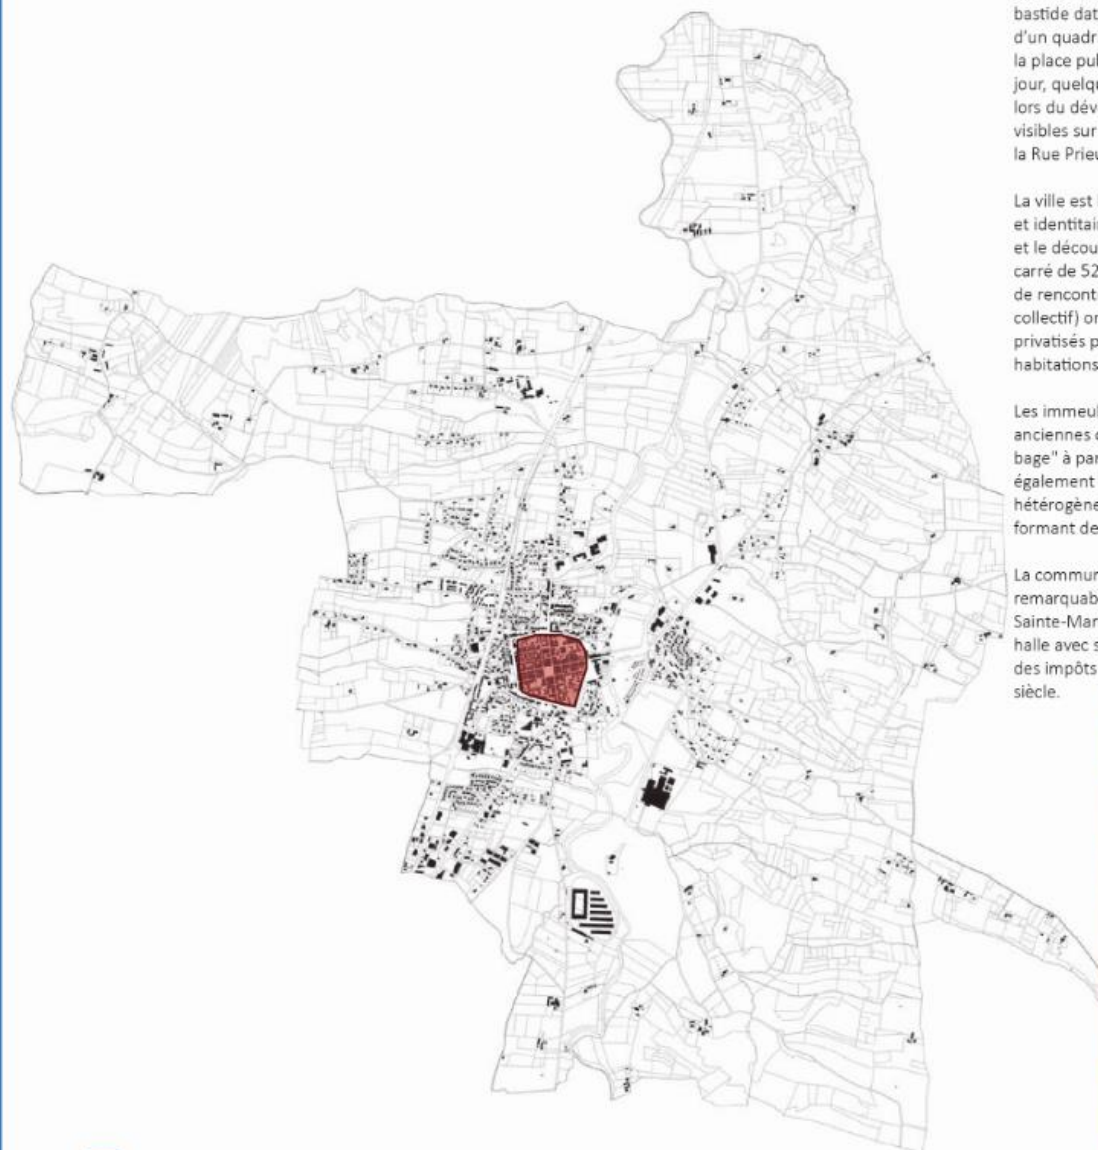 bastide dat
d'un quadr
la place pul
jour, quelqu
lors du dév
visibles sur
la Rue Prieu
La ville est
et identitair
et le découp
carré de 52
de rencont
collectif) or
privatisés p
habitations
Les immeul
anciennes c
bage" à par
également
hétérogène
formant de
La commun
remarquab
Sainte-Mar
halle avec s
des impôts
siècle.